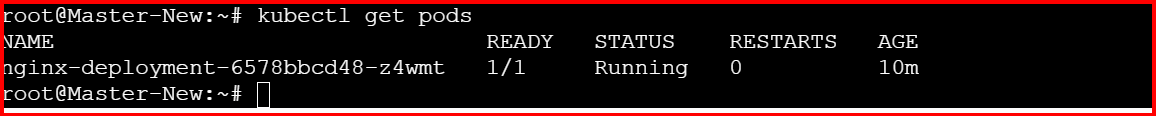 root@Master-New:~# kubectl get pods
NAME READY STATUS RESTARTS AGE
nginx-deployment-6578bbcd48-z4wmt 1/1 Running 0 10m
root@Master-New:~#